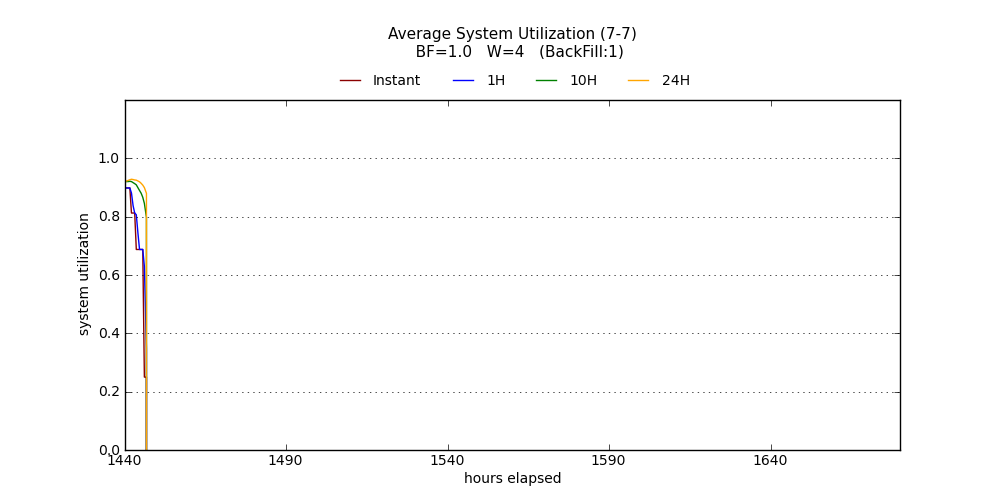 Average System Utilization (7-7)
BF=1.0   W=4   (BackFill:1)
Instant   1H   10H   24H
1.0
0.8
0.6
0.4
0.2
0.0
system utilization
1440   1490   1540   1590   1640
hours elapsed